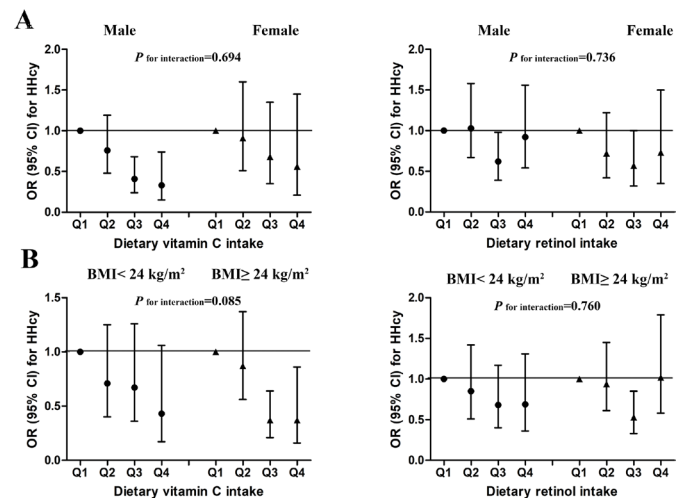 A
Male Female
P for interaction=0.694
OR (95% CI) for HHcy
2.0
1.5
1.0
0.5
0.0
Q1 Q2 Q3 Q4 Q1 Q2 Q3 Q4
Dietary vitamin C intake
Male Female
P for interaction=0.736
OR (95% CI) for HHcy
2.0
1.5
1.0
0.5
0.0
Q1 Q2 Q3 Q4 Q1 Q2 Q3 Q4
Dietary retinol intake
B
BMI< 24 kg/m² BMI≥ 24 kg/m²
P for interaction=0.085
OR (95% CI) for HHcy
1.5
1.0
0.5
0.0
Q1 Q2 Q3 Q4 Q1 Q2 Q3 Q4
Dietary vitamin C intake
BMI< 24 kg/m² BMI≥ 24 kg/m²
P for interaction=0.760
OR (95% CI) for HHcy
2.0
1.5
1.0
0.5
0.0
Q1 Q2 Q3 Q4 Q1 Q2 Q3 Q4
Dietary retinol intake